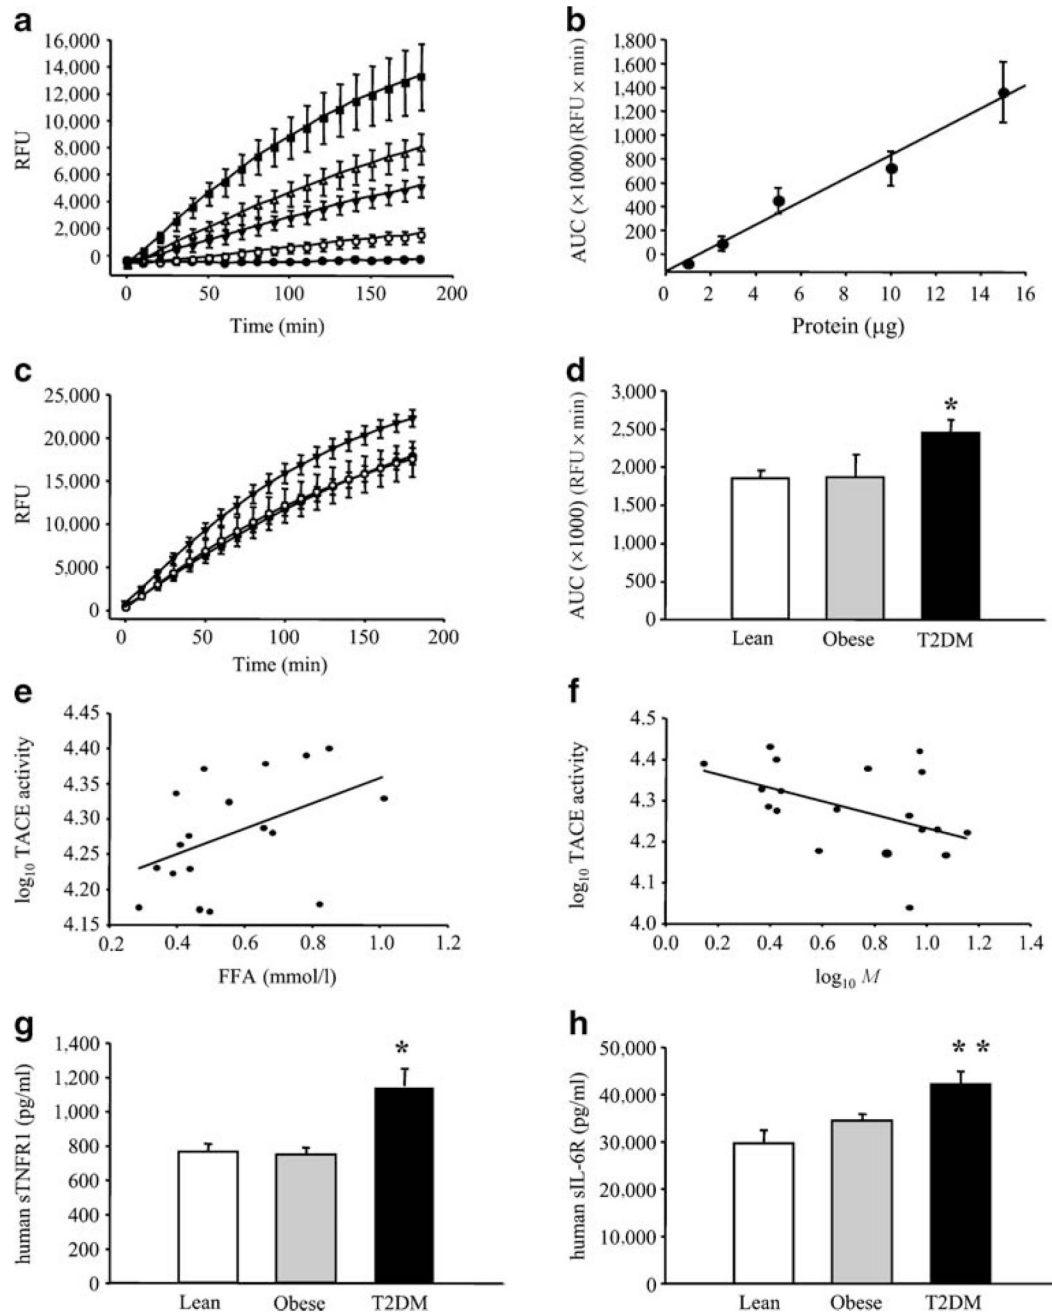 a
16,000
14,000
12,000
10,000
8,000
6,000
4,000
2,000
0
RFU
0 50 100 150 200
Time (min)
b
1,800
1,600
1,400
1,200
1,000
800
600
400
200
0
AUC (×1000) (RFU × min)
0 2 4 6 8 10 12 14 16
Protein (µg)
c
25,000
20,000
15,000
10,000
5,000
0
RFU
0 50 100 150 200
Time (min)
d
3,000
2,500
2,000
1,500
1,000
500
0
AUC (×1000) (RFU × min)
*
Lean Obese T2DM
e
4.45
4.40
4.35
4.30
4.25
4.20
4.15
log₁₀ TACE activity
0.2 0.4 0.6 0.8 1.0 1.2
FFA (mmol/l)
f
4.5
4.4
4.3
4.2
4.1
4.0
log₁₀ TACE activity
0.0 0.2 0.4 0.6 0.8 1.0 1.2 1.4
log₁₀ M
g
1,400
1,200
1,000
800
600
400
200
0
human sTNFR1 (pg/ml)
*
Lean Obese T2DM
h
50,000
40,000
30,000
20.000
10.000
0
human sIL-6R (pg/ml)
* *
Lean Obese T2DM